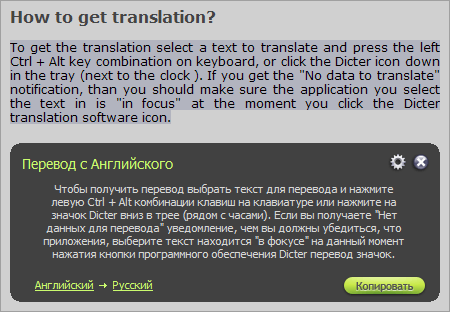 How to get translation?
To get the translation select a text to translate and press the left
Ctrl + Alt key combination on keyboard, or click the Dicter icon down
in the tray (next to the clock ). If you get the "No data to translate"
notification, than you should make sure the application you select
the text in is "in focus" at the moment you click the Dicter
translation software icon.
Перевод с Английского
Чтобы получить перевод выбрать текст для перевода и нажмите
левую Ctrl + Alt комбинации клавиш на клавиатуре или нажмите на
значок Dicter вниз в трее (рядом с часами). Если вы получаете "Нет
данных для перевода" уведомление, чем вы должны убедиться, что
приложения, выберите текст находится "в фокусе" на данный момент
нажатия кнопки программного обеспечения Dicter перевод значок.
Английский → Русский
Копировать